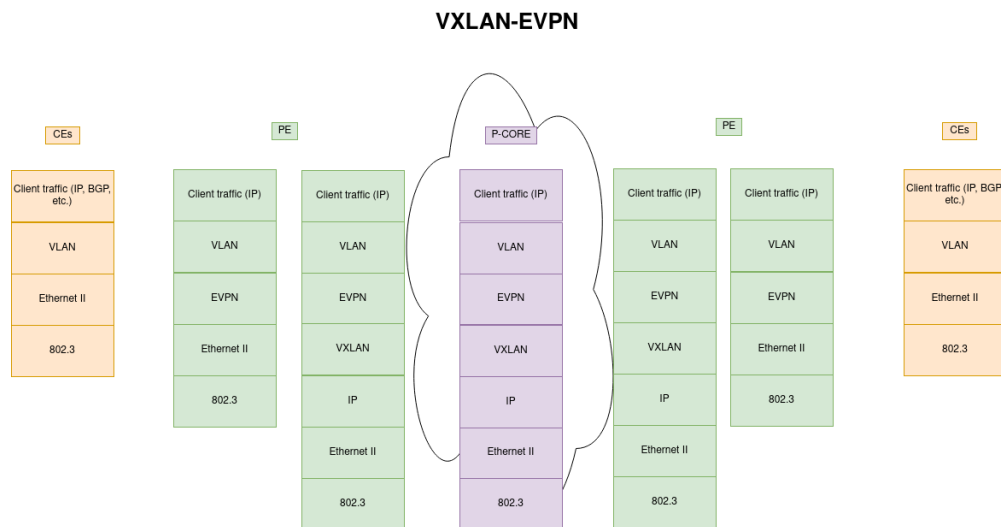 VXLAN-EVPN
CEs
PE
P-CORE
PE
CEs
Client traffic (IP, BGP,
etc.)
VLAN
Ethernet II
802.3
Client traffic (IP)
VLAN
EVPN
Ethernet II
802.3
Client traffic (IP)
VLAN
EVPN
VXLAN
IP
Ethernet II
802.3
Client traffic (IP)
VLAN
EVPN
VXLAN
IP
Ethernet II
802.3
Client traffic (IP)
VLAN
EVPN
VXLAN
IP
Ethernet II
802.3
Client traffic (IP)
VLAN
EVPN
Ethernet II
802.3
Client traffic (IP, BGP,
etc.)
VLAN
Ethernet II
802.3